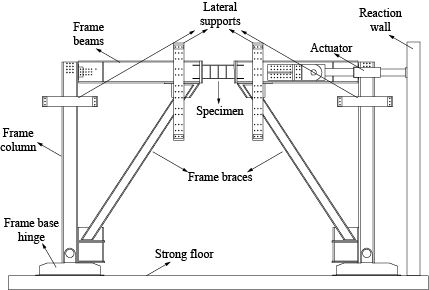 Lateral
supports
Reaction
wall
Frame
beams
Actuator
Specimen
Frame
column
Frame braces
Frame base
hinge
Strong floor